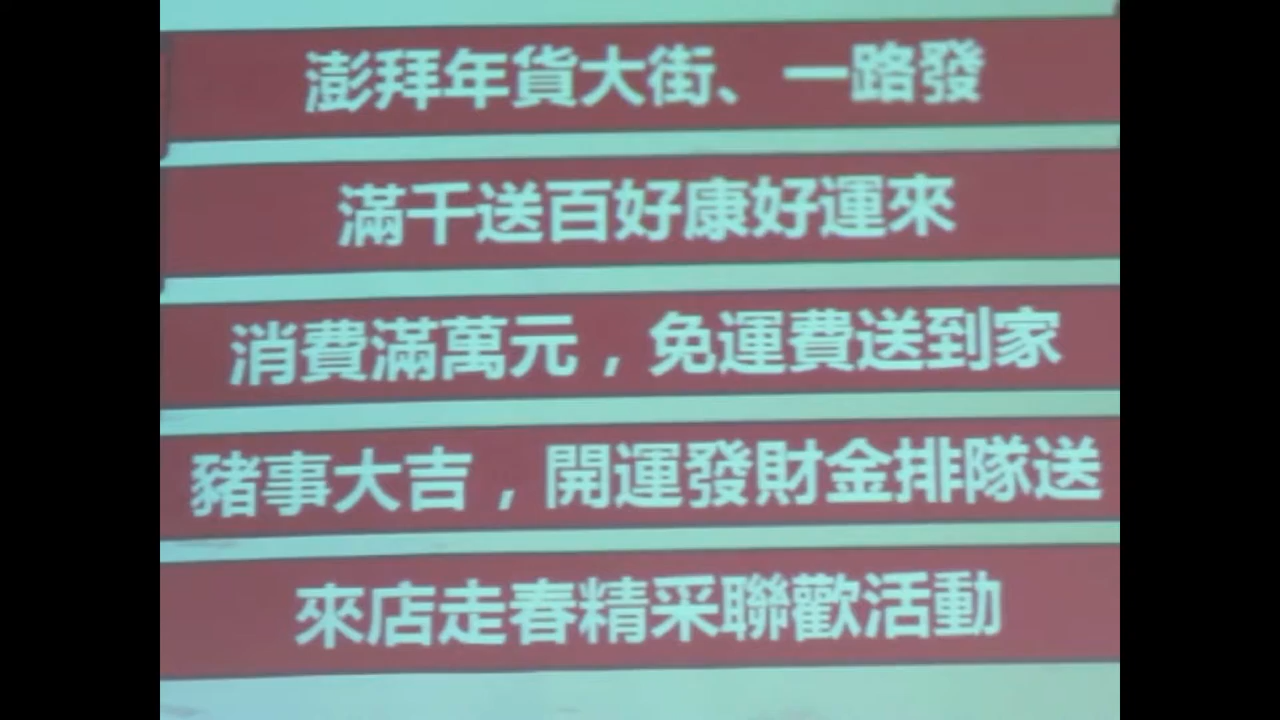 澎拜年貨大街、一路發
滿千送百好康好運來
消費滿萬元，免運費送到家
豬事大吉，開運發財金排隊送
來店走春精采聯歡活動